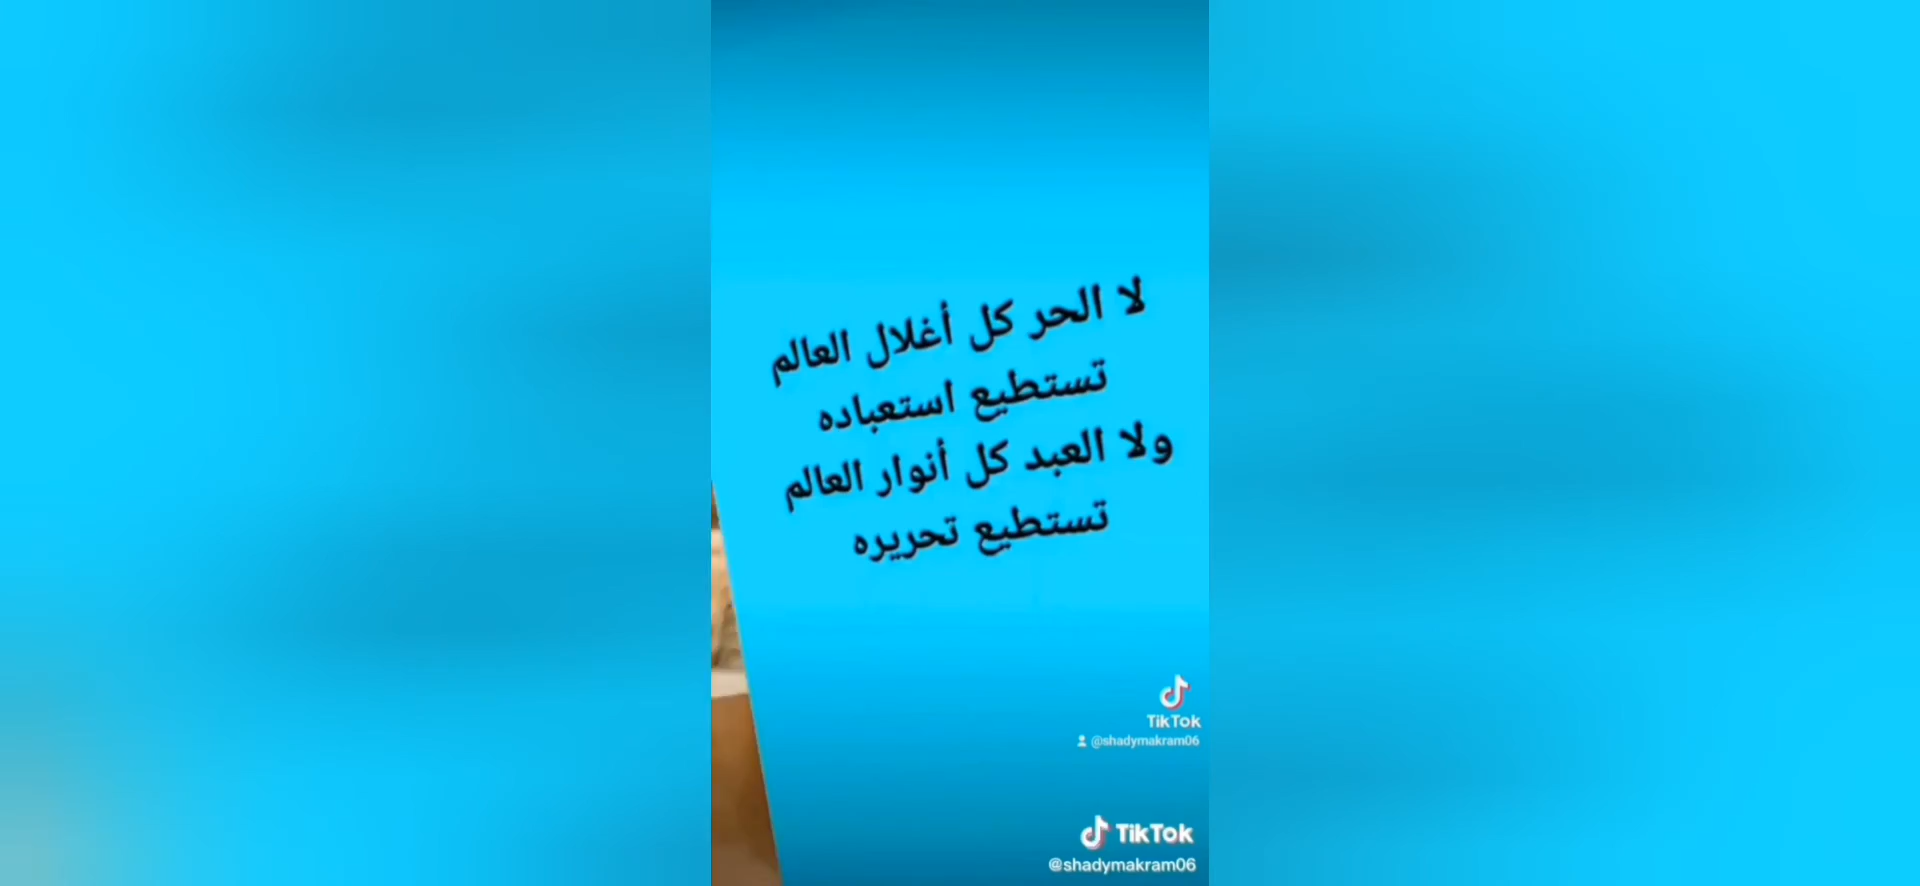 لا الحر كل أغلال العالم
تستطيع استعباده
ولا العبد كل أنوار العالم
تستطيع تحريره
TikTok
@shadymakram06
TikTok
@shadymakram06